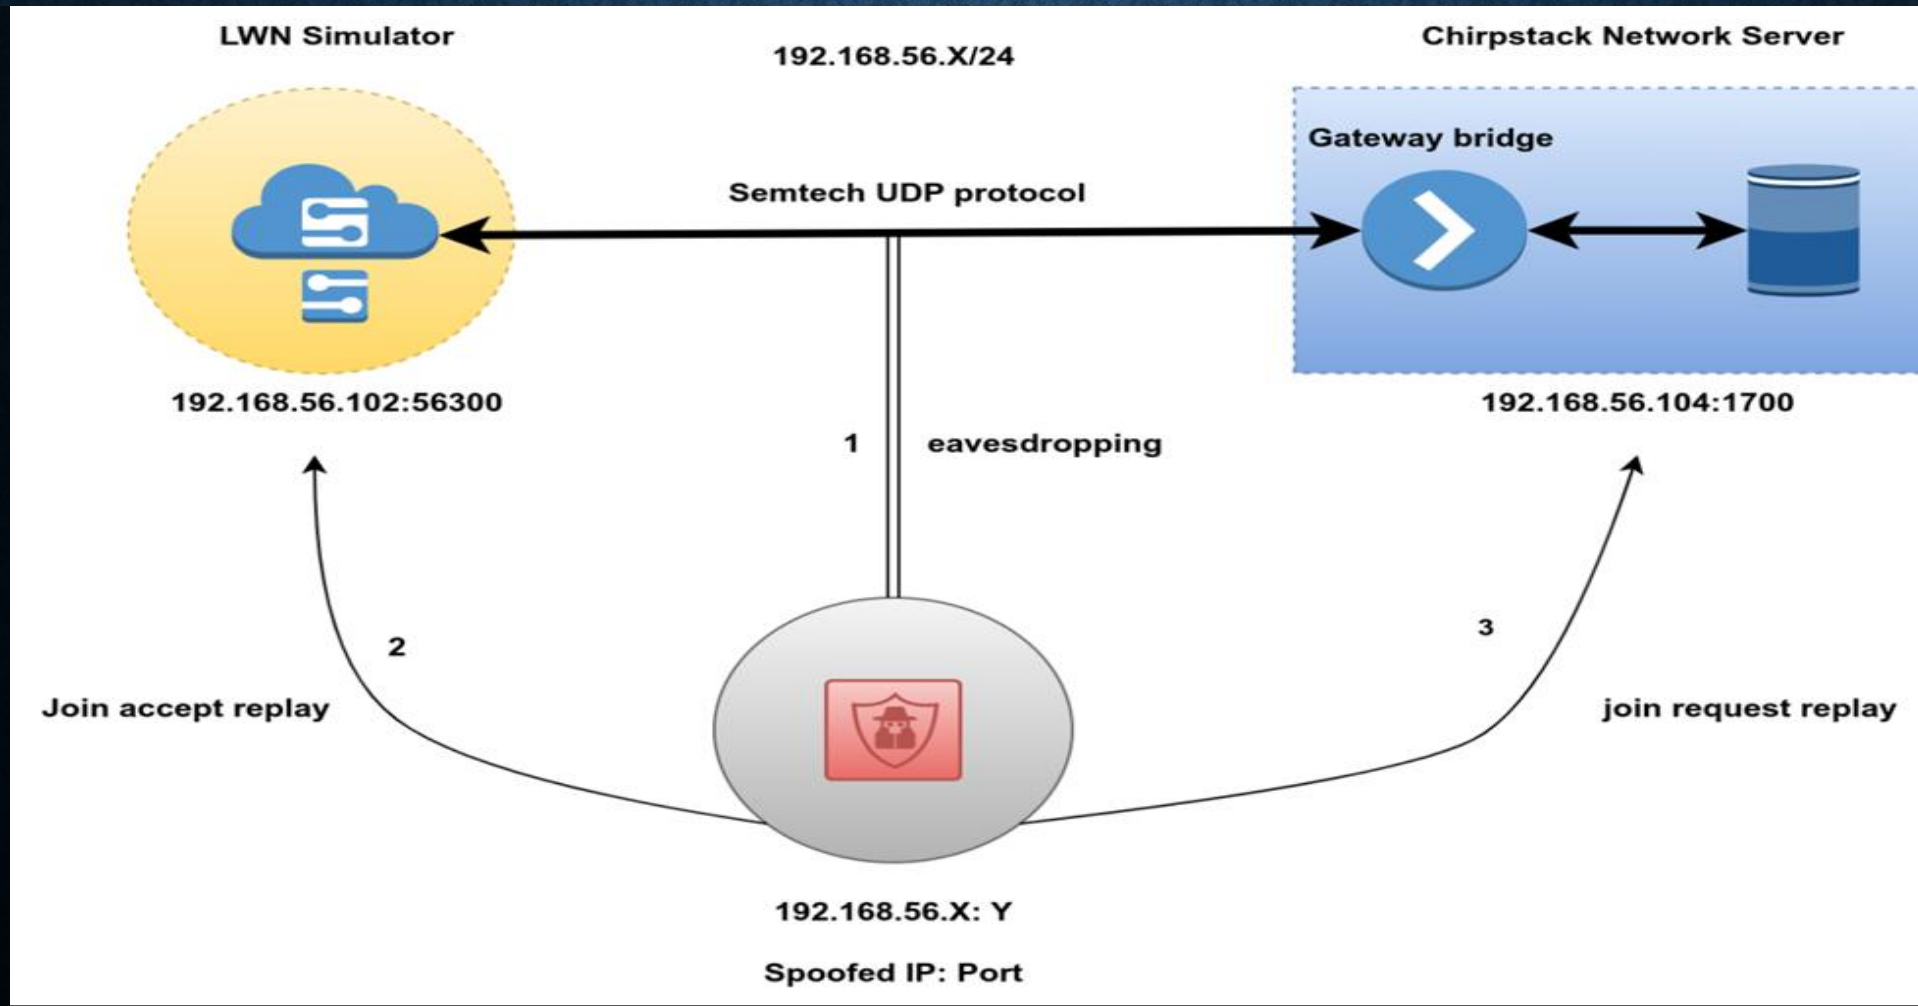 LWN Simulator
192.168.56.X/24
Chirpstack Network Server
Gateway bridge
Semtech UDP protocol
192.168.56.102:56300
192.168.56.104:1700
1
eavesdropping
2
3
Join accept replay
join request replay
192.168.56.X: Y
Spoofed IP: Port